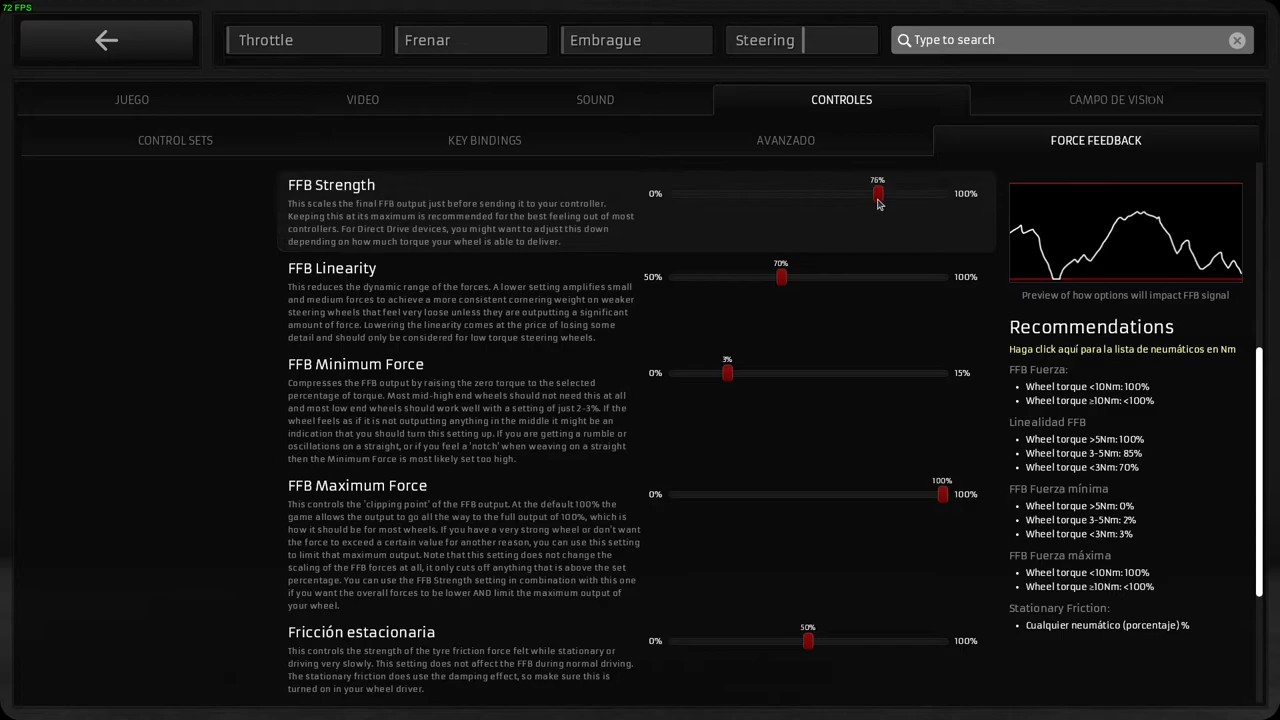 72 FPS
Throttle
Frenar
Embrague
Steering
Type to search
JUEGO
VIDEO
SOUND
CONTROLES
CAMPO DE VISIÓN
CONTROL SETS
KEY BINDINGS
AVANZADO
FORCE FEEDBACK
FFB Strength
This scales the final FFB output just before sending it to your controller.
Keeping this at its maximum is recommended for the best feeling out of most
controllers. For Direct Drive devices, you might want to adjust this down
depending on how much torque your wheel is able to deliver.
0%
76%
100%
FFB Linearity
This reduces the dynamic range of the forces. A lower setting amplifies small
and medium forces to achieve a more consistent cornering weight on weaker
steering wheels that feel very loose unless they are outputting a significant
amount of force. Lowering the linearity comes at the price of losing some
detail and should only be considered for low torque steering wheels.
50%
70%
100%
FFB Minimum Force
Compresses the FFB output by raising the zero torque to the selected
percentage of torque. Most mid-high end wheels should not need this at all
and most low end wheels should work well with a setting of just 2-3%. If the
wheel feels as if it is not outputting anything in the middle it might be an
indication that you should turn this setting up. If you are getting a rumble or
oscillations on a straight, or if you feel a 'notch' when weaving on a straight
then the Minimum Force is most likely set too high.
0%
3%
15%
FFB Maximum Force
This controls the 'clipping point' of the FFB output. At the default 100% the
game allows the output to go all the way to the full output of 100%, which is
how it should be for most wheels. If you have a very strong wheel or don't want
the force to exceed a certain value for another reason, you can use this setting
to limit that maximum output. Note that this setting does not change the
scaling of the FFB forces at all, it only cuts off anything that is above the set
percentage. You can use the FFB Strength setting in combination with this one
if you want the overall forces to be lower AND limit the maximum output of
your wheel.
0%
100%
100%
Fricción estacionaria
This controls the strength of the tyre friction force felt while stationary or
driving very slowly. This setting does not affect the FFB during normal driving.
The stationary friction does use the damping effect, so make sure this is
turned on in your wheel driver.
0%
50%
100%
Preview of how options will impact FFB signal
Recommendations
Haga click aquí para la lista de neumáticos en Nm
FFB Fuerza:
• Wheel torque <10Nm: 100%
• Wheel torque ≥10Nm: <100%
Linealidad FFB
• Wheel torque >5Nm: 100%
• Wheel torque 3-5Nm: 85%
• Wheel torque <3Nm: 70%
FFB Fuerza mínima
• Wheel torque >5Nm: 0%
• Wheel torque 3-5Nm: 2%
• Wheel torque <3Nm: 3%
FFB Fuerza máxima
• Wheel torque <10Nm: 100%
• Wheel torque ≥10Nm: <100%
Stationary Friction:
• Cualquier neumático (porcetaje) %